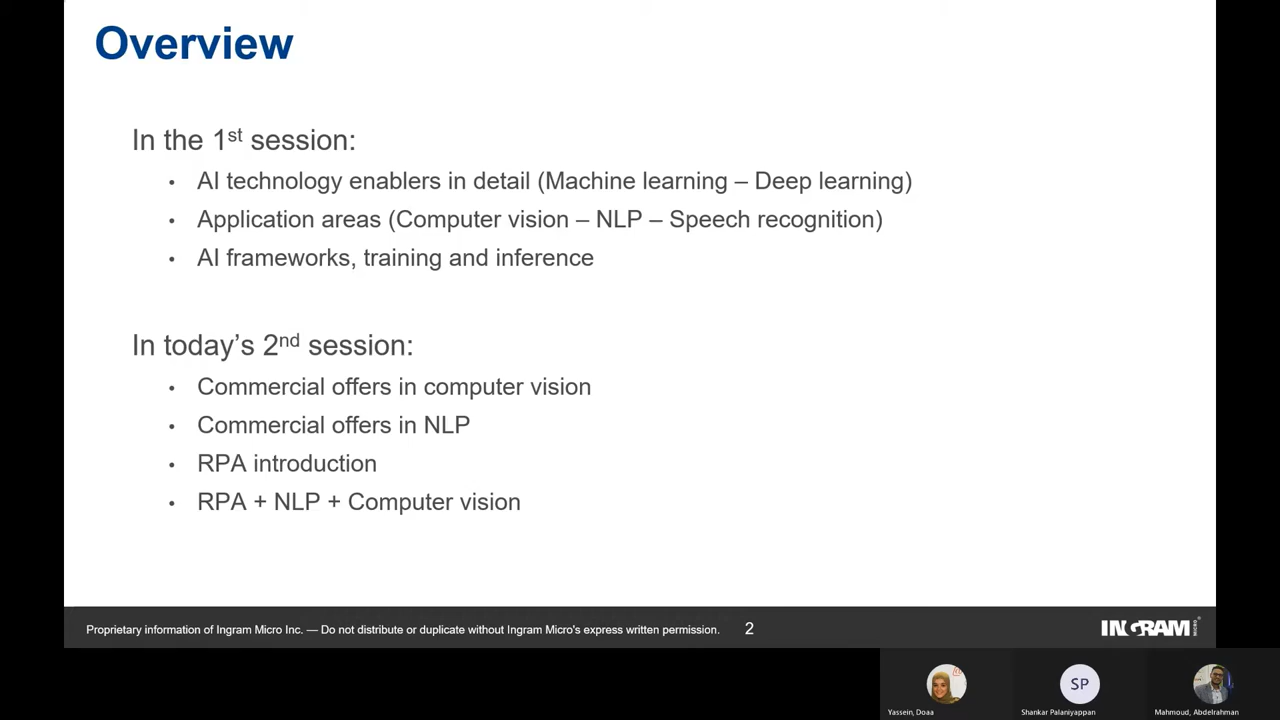 Overview
In the 1st session:
• AI technology enablers in detail (Machine learning – Deep learning)
• Application areas (Computer vision – NLP – Speech recognition)
• AI frameworks, training and inference
In today’s 2nd session:
• Commercial offers in computer vision
• Commercial offers in NLP
• RPA introduction
• RPA + NLP + Computer vision
Proprietary information of Ingram Micro Inc. — Do not distribute or duplicate without Ingram Micro's express written permission. 2
INGRAM MICRO®
SP
Yassein, Doaa
Shankar Palaniyappan
Mahmoud, Abdelrahman